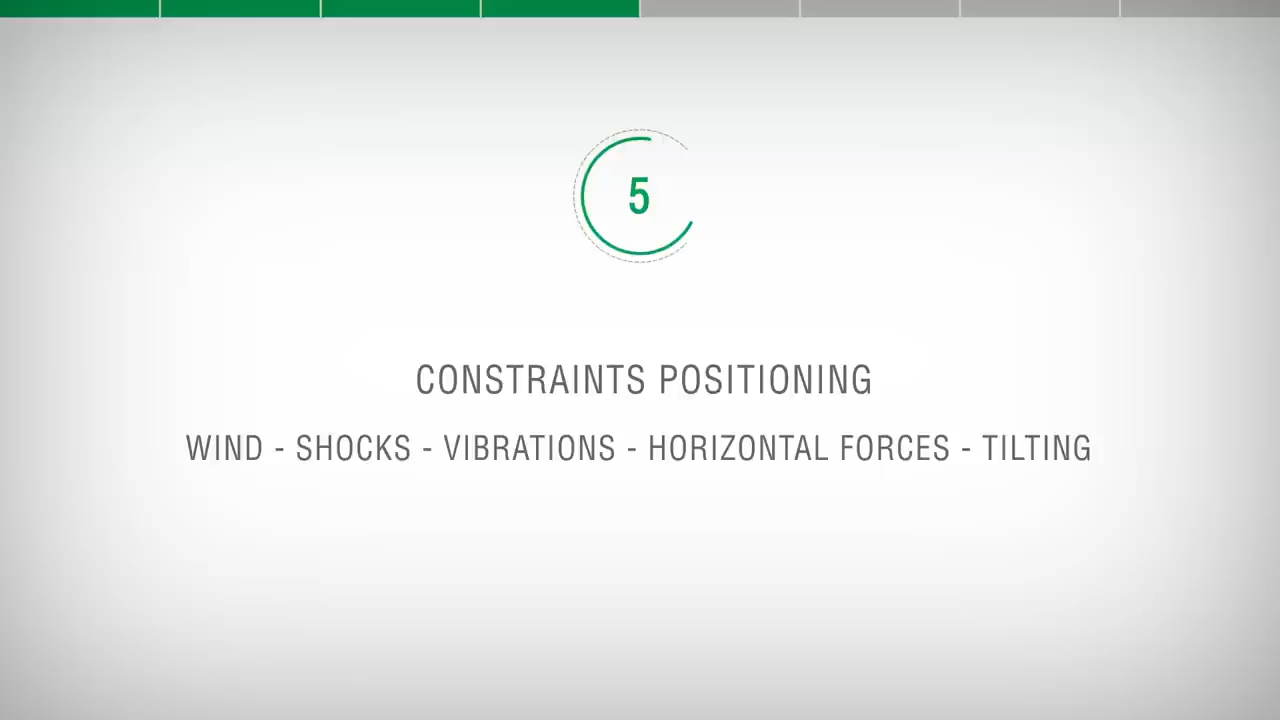 5
CONSTRAINTS POSITIONING
WIND - SHOCKS - VIBRATIONS - HORIZONTAL FORCES - TILTING